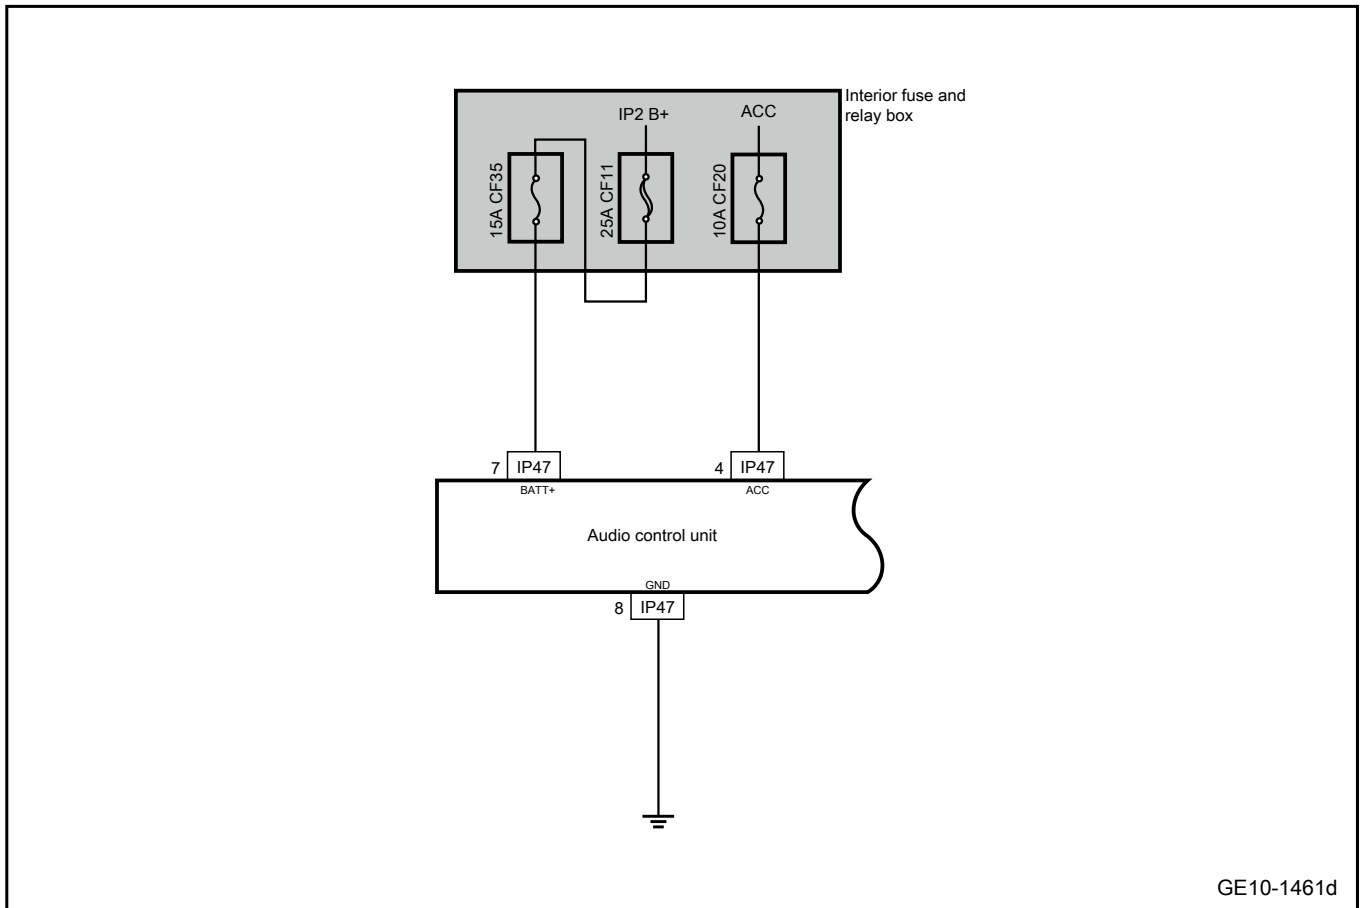 Interior fuse and
relay box
IP2 B+
ACC
15A CF35
25A CF11
10A CF20
7 IP47
4 IP47
BATT+
ACC
Audio control unit
GND
8 IP47
GE10-1461d